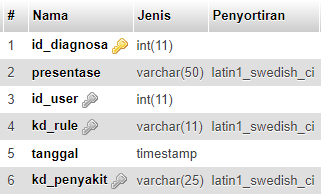 # Nama Jenis Penyortiran
1 id_diagnosa int(11)
2 presentase varchar(50) latin1_swedish_ci
3 id_user int(11)
4 kd_rule varchar(11) latin1_swedish_ci
5 tanggal timestamp
6 kd_penyakit varchar(25) latin1_swedish_ci